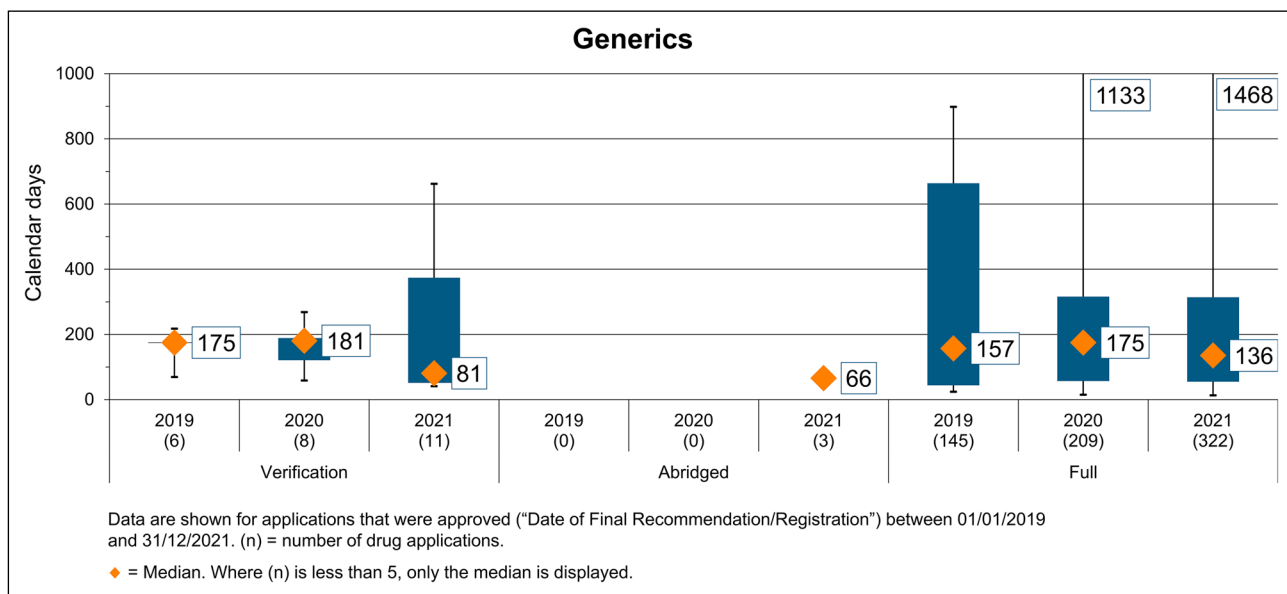 Generics
Calendar days
1000
800
600
400
200
0
175
181
81
66
157
1133
175
1468
136
2019 2020 2021 2019 2020 2021 2019 2020 2021
(6) (8) (11) (0) (0) (3) (145) (209) (322)
Verification Abridged Full
Data are shown for applications that were approved (“Date of Final Recommendation/Registration”) between 01/01/2019
and 31/12/2021. (n) = number of drug applications.
= Median. Where (n) is less than 5, only the median is displayed.